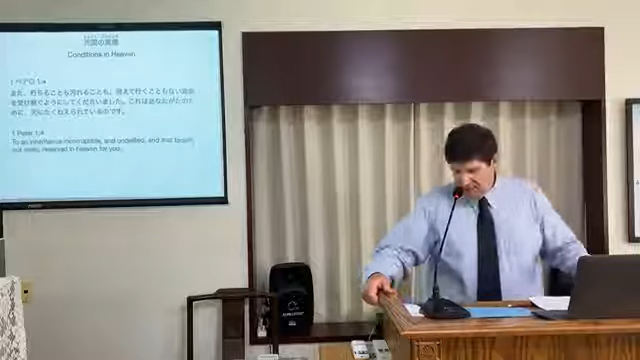 天国の実態
Conditions in Heaven
I ペテロ 1:4
また、朽ちることも汚れることも、消えて行くこともない資産
を受け継ぐようにしてくださいました。これはあなたがたのた
めに、天にたくわえられているのです。
1 Peter 1:4
To an inheritance incorruptible, and undefiled, and that fadeth
not away, reserved in heaven for you,